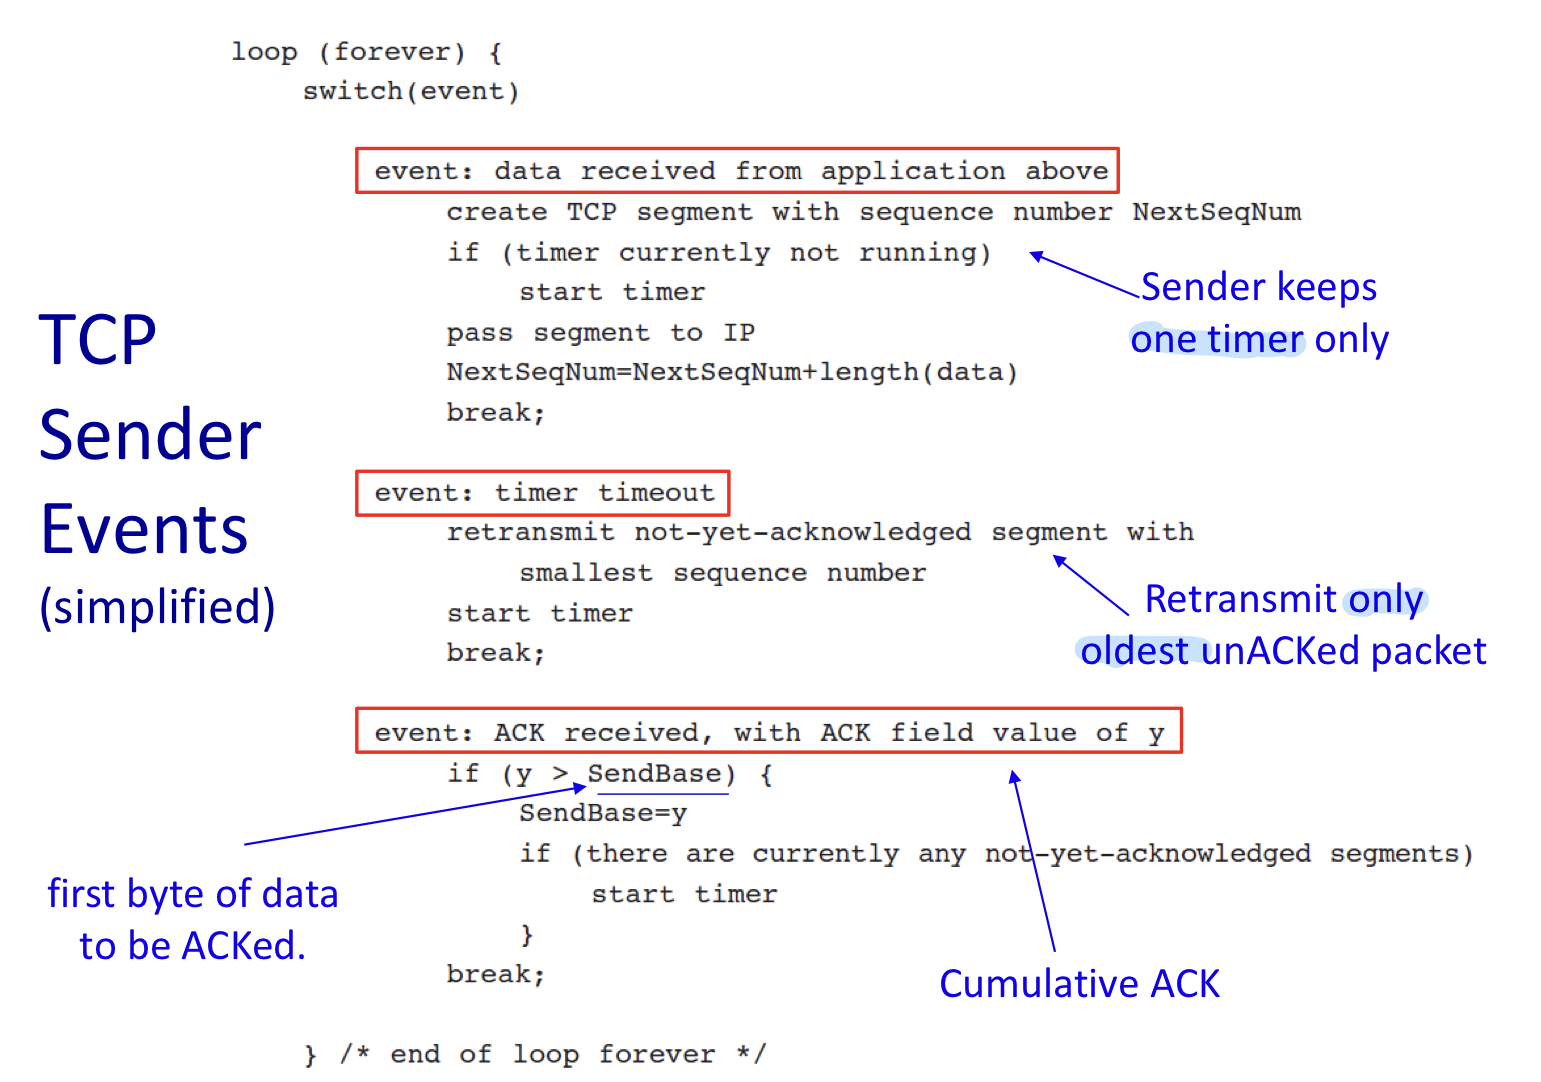 loop (forever) {
switch(event)
event: data received from application above
create TCP segment with sequence number NextSeqNum
if (timer currently not running)
start timer
pass segment to IP
NextSeqNum=NextSeqNum+length(data)
break;
Sender keeps
one timer only
TCP
Sender
Events
(simplified)
event: timer timeout
retransmit not-yet-acknowledged segment with
smallest sequence number
start timer
break;
Retransmit only
oldest unACKed packet
event: ACK received, with ACK field value of y
if (y > SendBase) {
SendBase=y
if (there are currently any not-yet-acknowledged segments)
start timer
}
break;
first byte of data
to be ACKed.
Cumulative ACK
} /* end of loop forever */